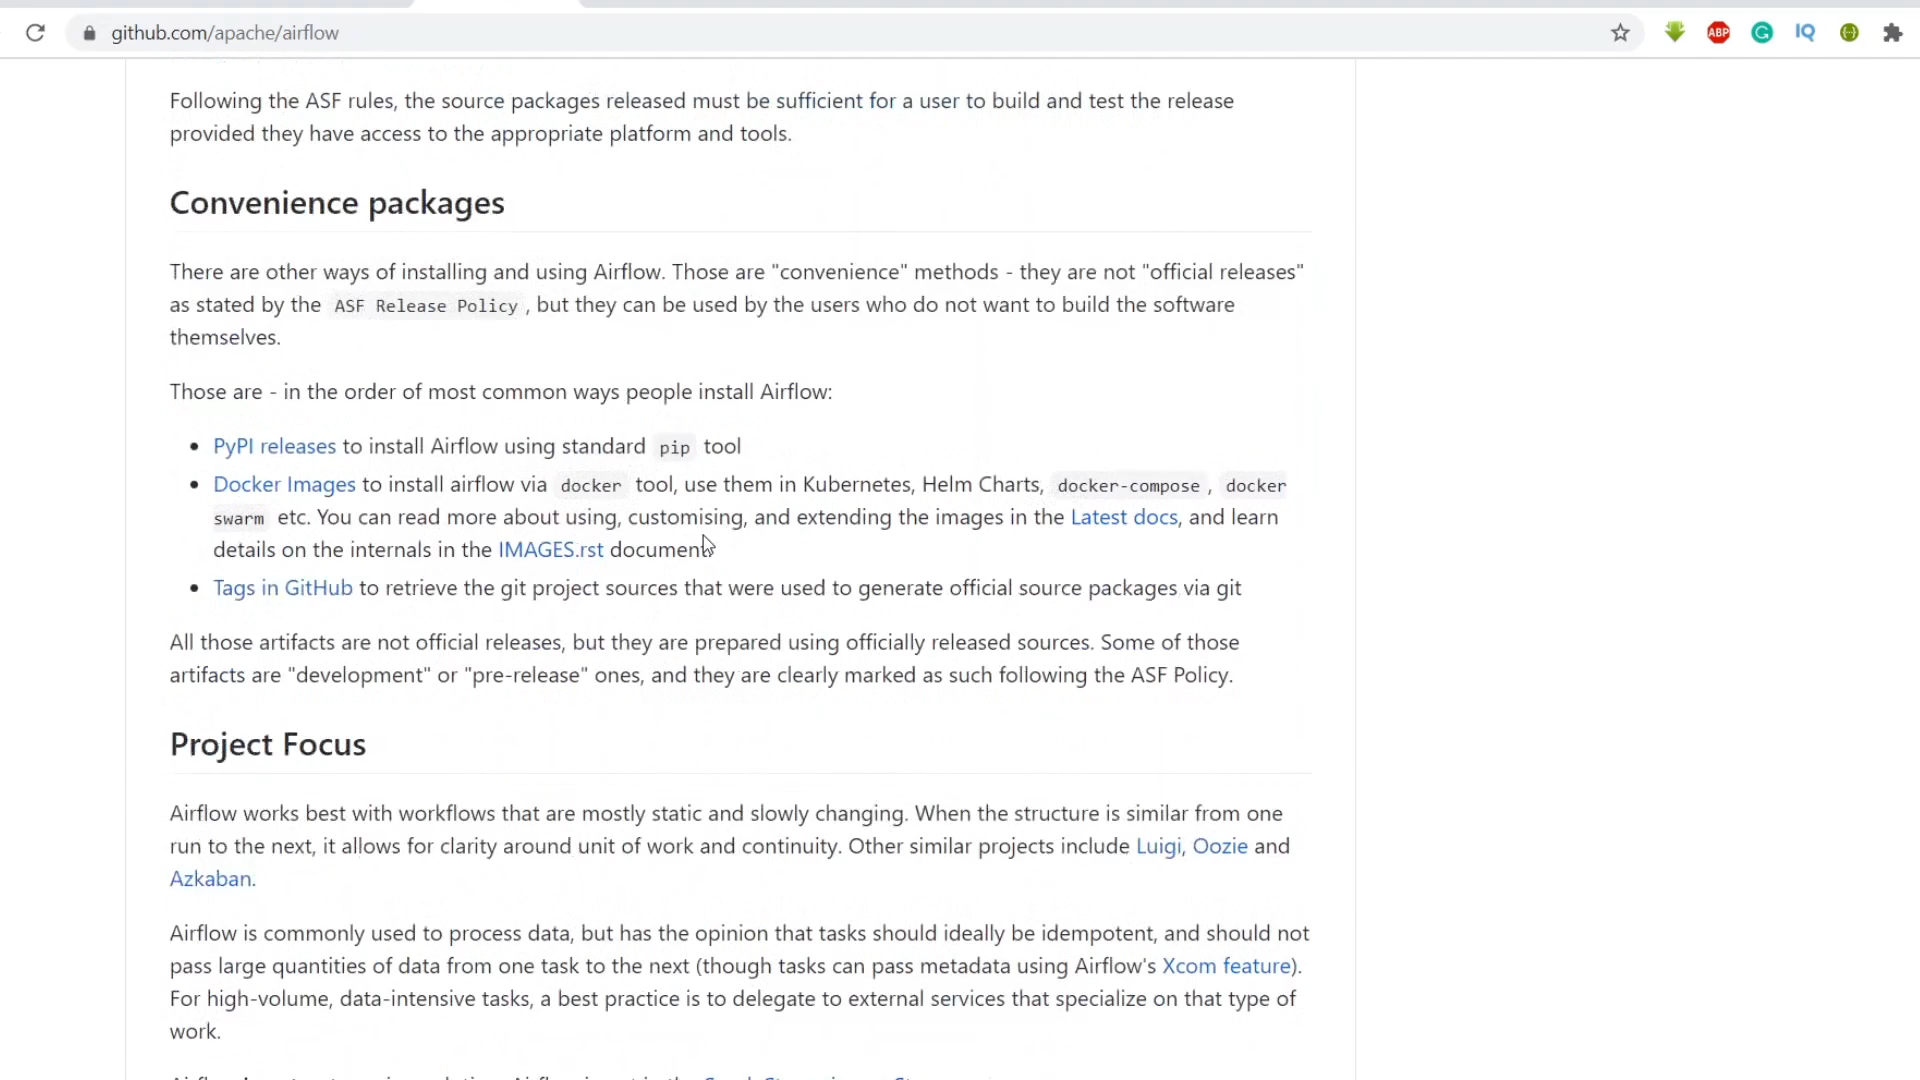 github.com/apache/airflow
ABP
IQ
Following the ASF rules, the source packages released must be sufficient for a user to build and test the release
provided they have access to the appropriate platform and tools.
Convenience packages
There are other ways of installing and using Airflow. Those are "convenience" methods - they are not "official releases"
as stated by the ASF Release Policy , but they can be used by the users who do not want to build the software
themselves.
Those are - in the order of most common ways people install Airflow:
• PyPI releases to install Airflow using standard pip tool
• Docker Images to install airflow via docker tool, use them in Kubernetes, Helm Charts, docker-compose , docker
swarm etc. You can read more about using, customising, and extending the images in the Latest docs, and learn
details on the internals in the IMAGES.rst document.
• Tags in GitHub to retrieve the git project sources that were used to generate official source packages via git
All those artifacts are not official releases, but they are prepared using officially released sources. Some of those
artifacts are "development" or "pre-release" ones, and they are clearly marked as such following the ASF Policy.
Project Focus
Airflow works best with workflows that are mostly static and slowly changing. When the structure is similar from one
run to the next, it allows for clarity around unit of work and continuity. Other similar projects include Luigi, Oozie and
Azkaban.
Airflow is commonly used to process data, but has the opinion that tasks should ideally be idempotent, and should not
pass large quantities of data from one task to the next (though tasks can pass metadata using Airflow's Xcom feature).
For high-volume, data-intensive tasks, a best practice is to delegate to external services that specialize on that type of
work.